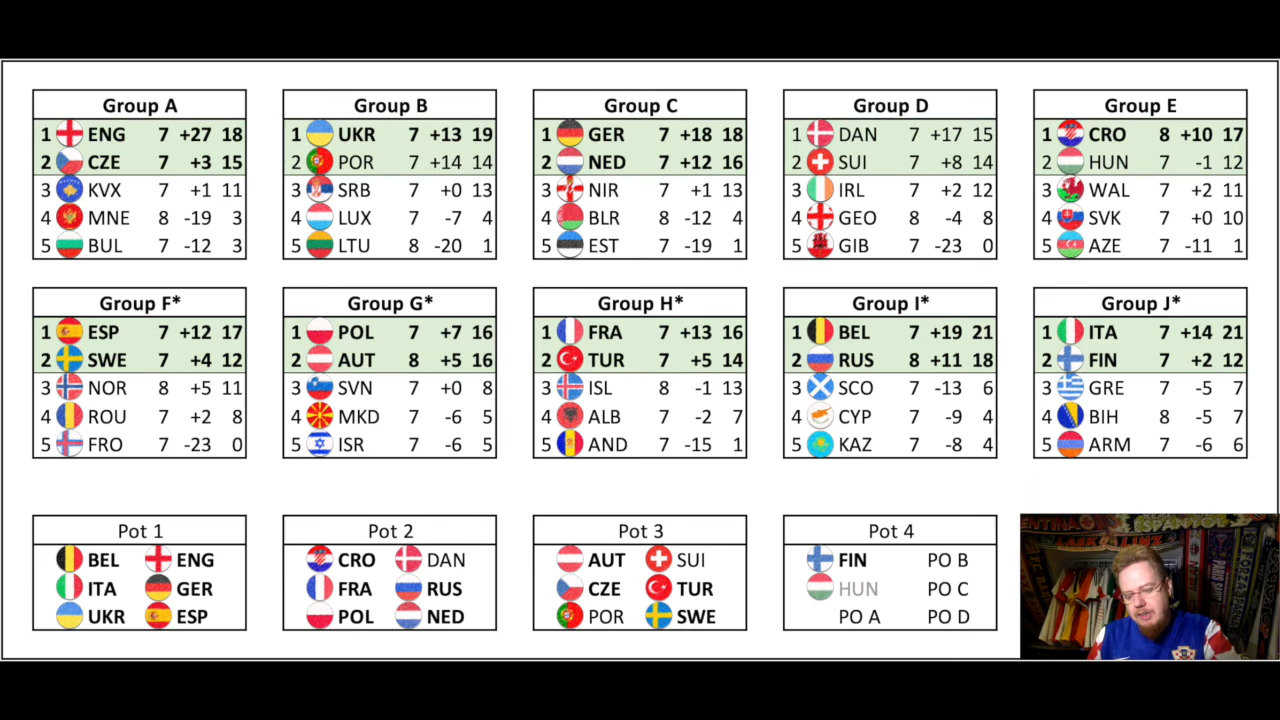 Group A
1 ENG 7 +27 18
2 CZE 7 +3 15
3 KVX 7 +1 11
4 MNE 8 -19 3
5 BUL 7 -12 3
Group B
1 UKR 7 +13 19
2 POR 7 +14 14
3 SRB 7 +0 13
4 LUX 7 -7 4
5 LTU 8 -20 1
Group C
1 GER 7 +18 18
2 NED 7 +12 16
3 NIR 7 +1 13
4 BLR 8 -12 4
5 EST 7 -19 1
Group D
1 DAN 7 +17 15
2 SUI 7 +8 14
3 IRL 7 +2 12
4 GEO 8 -4 8
5 GIB 7 -23 0
Group E
1 CRO 8 +10 17
2 HUN 7 -1 12
3 WAL 7 +2 11
4 SVK 7 +0 10
5 AZE 7 -11 1
Group F*
1 ESP 7 +12 17
2 SWE 7 +4 12
3 NOR 8 +5 11
4 ROU 7 +2 8
5 FRO 7 -23 0
Group G*
1 POL 7 +7 16
2 AUT 8 +5 16
3 SVN 7 +0 8
4 MKD 7 -6 5
5 ISR 7 -6 5
Group H*
1 FRA 7 +13 16
2 TUR 7 +5 14
3 ISL 8 -1 13
4 ALB 7 -2 7
5 AND 7 -15 1
Group I*
1 BEL 7 +19 21
2 RUS 8 +11 18
3 SCO 7 -13 6
4 CYP 7 -9 4
5 KAZ 7 -8 4
Group J*
1 ITA 7 +14 21
2 FIN 7 +2 12
3 GRE 7 -5 7
4 BIH 8 -5 7
5 ARM 7 -6 6
Pot 1
BEL ENG
ITA GER
UKR ESP
Pot 2
CRO DAN
FRA RUS
POL NED
Pot 3
AUT SUI
CZE TUR
POR SWE
Pot 4
FIN PO B
HUN PO C
PO A PO D